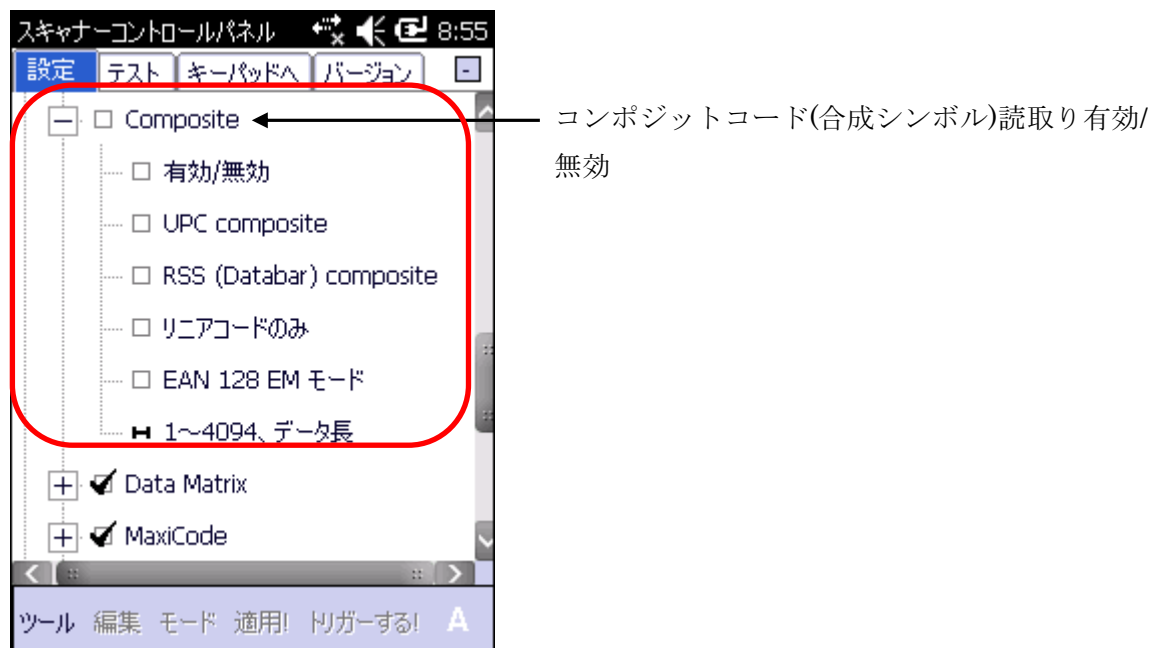 スキャナーコントロールパネル 8:55
設定 テスト キーパッドへ バージョン -
Composite
コンポジットコード(合成シンボル)読取り有効/
無効
有効/無効
UPC composite
RSS (Databar) composite
リニアコードのみ
EAN 128 EM モード
1～4094、データ長
Data Matrix
MaxiCode
ツール 編集 モード 適用! トリガーする! A